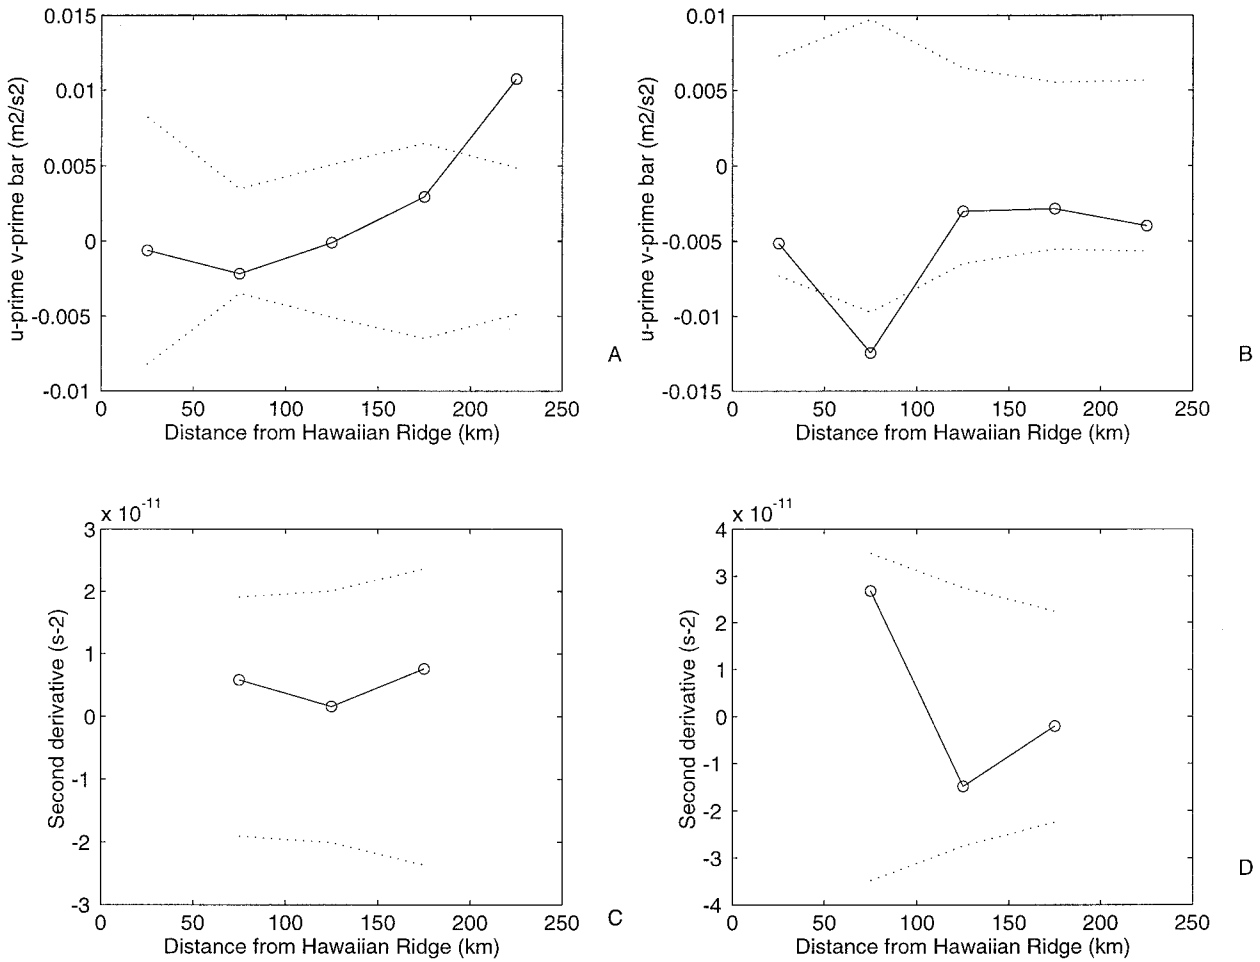 0.015
0.01
0.005
0
-0.005
-0.01
0 50 100 150 200 250
u-prime v-prime bar (m2/s2)
Distance from Hawaiian Ridge (km)
A
0.01
0.005
0
-0.005
-0.01
-0.015
0 50 100 150 200 250
u-prime v-prime bar (m2/s2)
Distance from Hawaiian Ridge (km)
B
x 10-11
3
2
1
0
-1
-2
-3
0 50 100 150 200 250
Second derivative (s-2)
Distance from Hawaiian Ridge (km)
C
x 10-11
4
3
2
1
0
-1
-2
-3
-4
0 50 100 150 200 250
Second derivative (s-2)
Distance from Hawaiian Ridge (km)
D